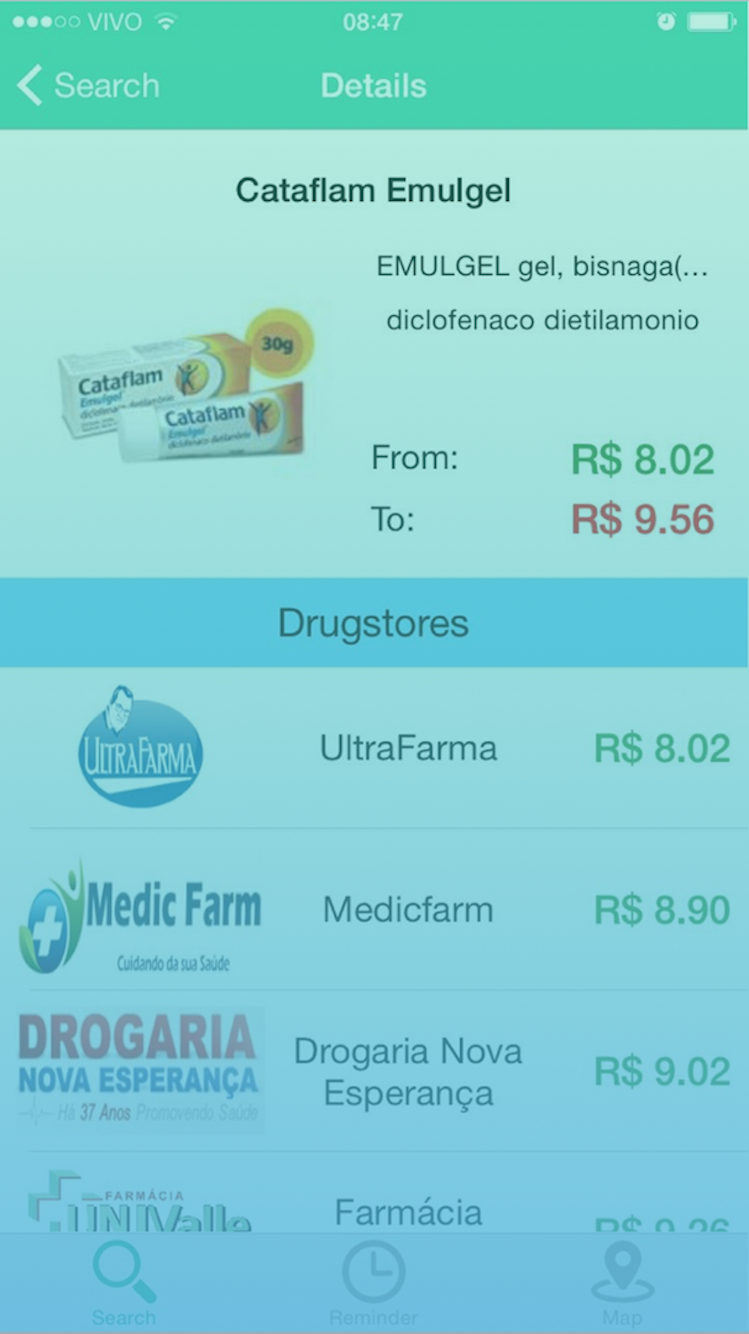 VIVO 08:47
Search Details
Cataflam Emulgel
EMULGEL gel, bisnaga(...
diclofenaco dietilamonio
30g
Cataflam
Emulgel
diclofenaco dietilamônio
Cataflam
Emulgel
diclofenaco dietilamônio
From: R$ 8.02
To: R$ 9.56
Drugstores
ULTRAFARMA
UltraFarma R$ 8.02
Medic Farm
Cuidando da sua Saúde
Medicfarm R$ 8.90
DROGARIA
NOVA ESPERANÇA
Há 37 Anos Promovendo Saúde
Drogaria Nova
Esperança
R$ 9.02
FARMÁCIA
UNIValle
Farmácia
R$ 9.26
Search Reminder Map